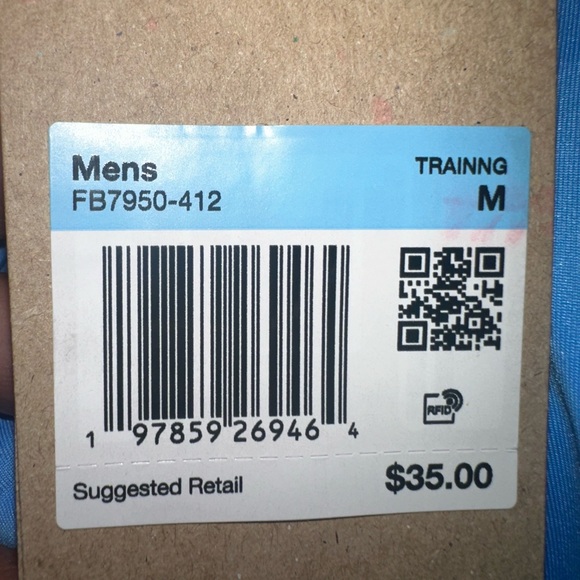 Mens
TRAINNG
FB7950-412
M
RFID
1 97859 26946 4
Suggested Retail
$35.00